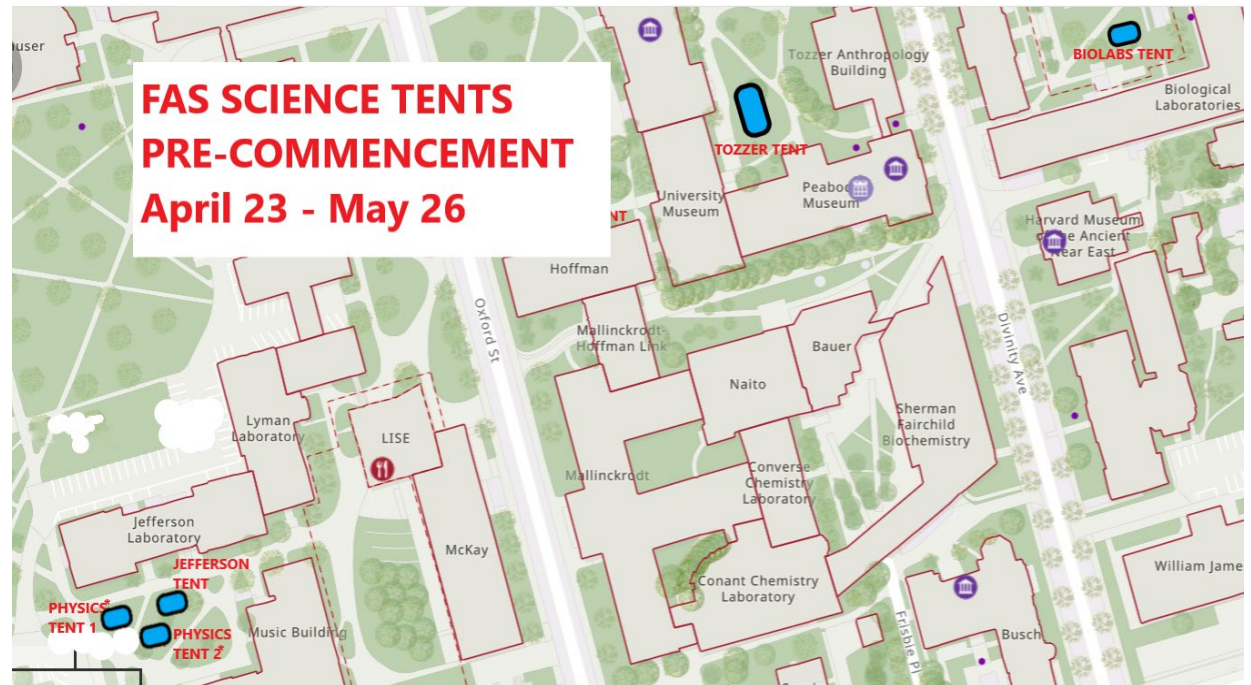 FAS SCIENCE TENTS
PRE-COMMENCEMENT
April 23 - May 26
user
Tozzer Anthropology
Building
BIOLABS TENT
Biological
Laboratories
TOZZER TENT
University
Museum
Peabody
Museum
NT
Harvard Museum
of the Ancient
Near East
Hoffman
Oxford St
Mallinckrodt-
Hoffman Link
Bauer
Divinity Ave
Naito
Lyman
Laboratory
LISE
Sherman
Fairchild
Biochemistry
Mallinckrodt
Converse
Chemistry
Laboratory
Jefferson
Laboratory
McKay
JEFFERSON
TENT
William Jame
Conant Chemistry
Laboratory
PHYSICS*
TENT 1
PHYSICS
TENT 2*
Music Building
Frisbie Pl
Busch